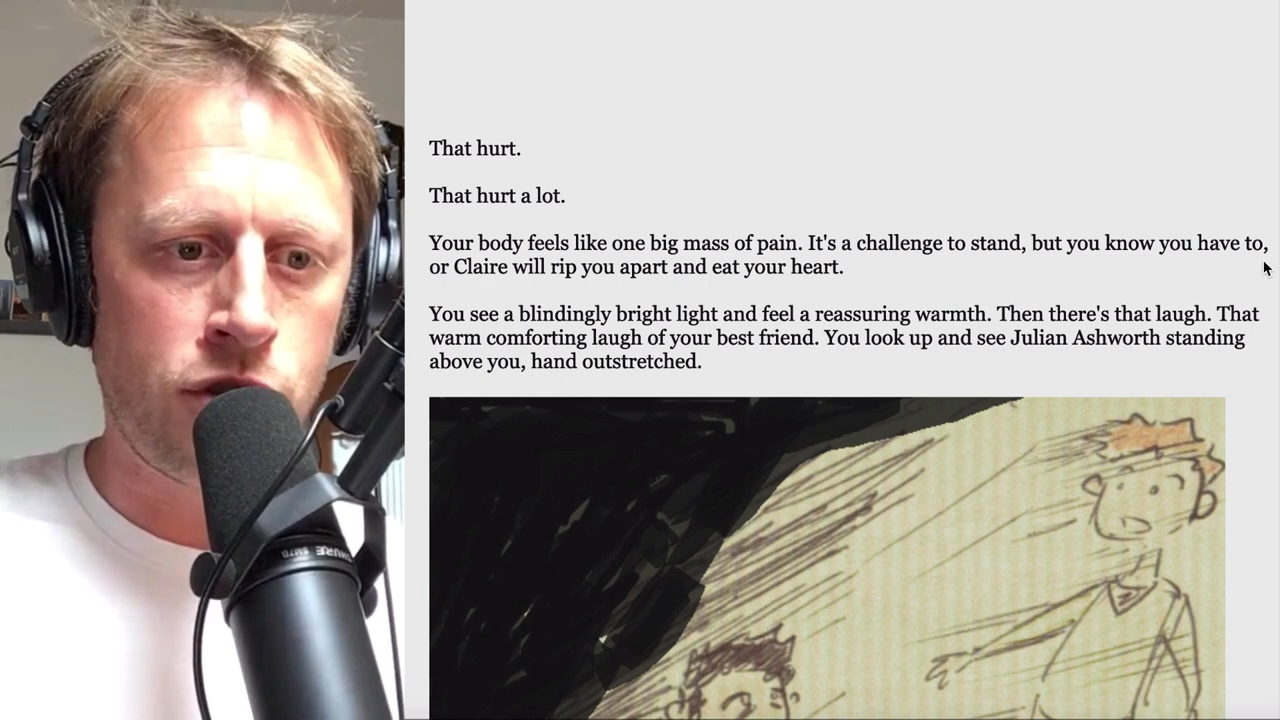 That hurt.
That hurt a lot.
Your body feels like one big mass of pain. It's a challenge to stand, but you know you have to,
or Claire will rip you apart and eat your heart.
You see a blindingly bright light and feel a reassuring warmth. Then there's that laugh. That
warm comforting laugh of your best friend. You look up and see Julian Ashworth standing
above you, hand outstretched.
SHURE SM7B